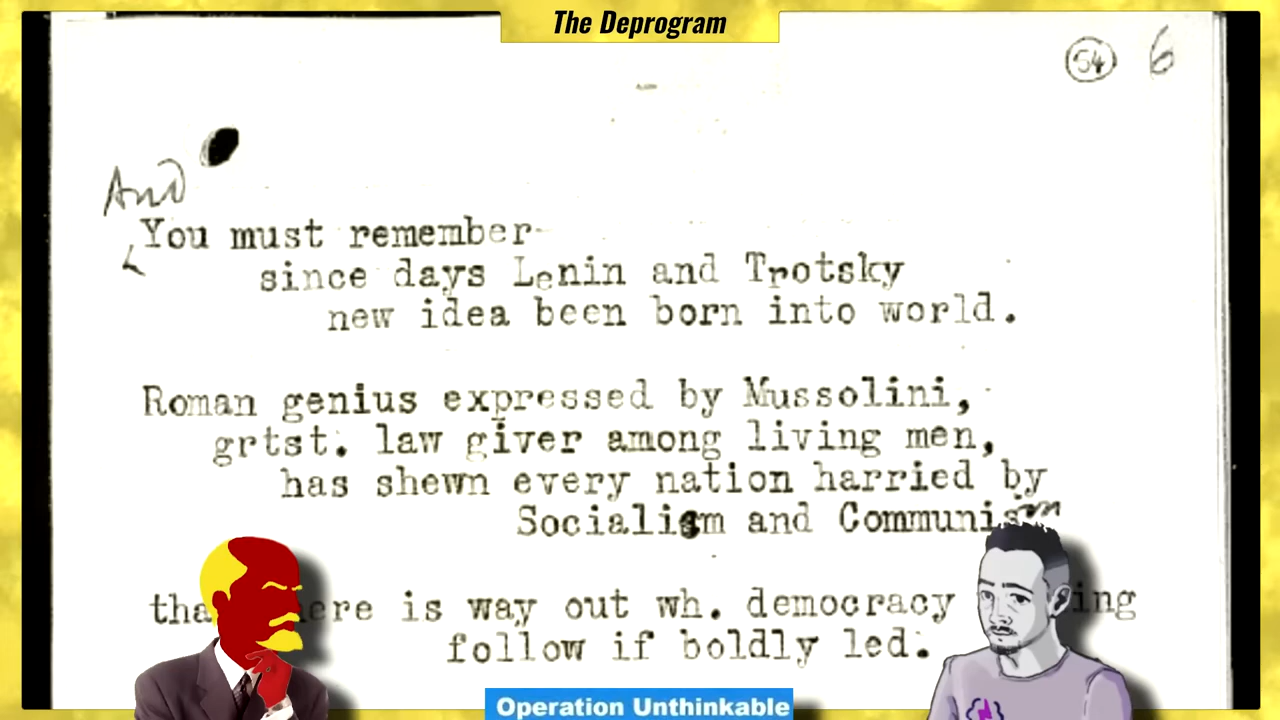 The Deprogram
54 6
And
You must remember-
since days Lenin and Trotsky
new idea been born into world.
Roman genius expressed by Mussolini,
grtst. law giver among living men,
has shewn every nation harried by
Socialism and Communism
is way out wh. democracy
follow if boldly led.
Operation Unthinkable